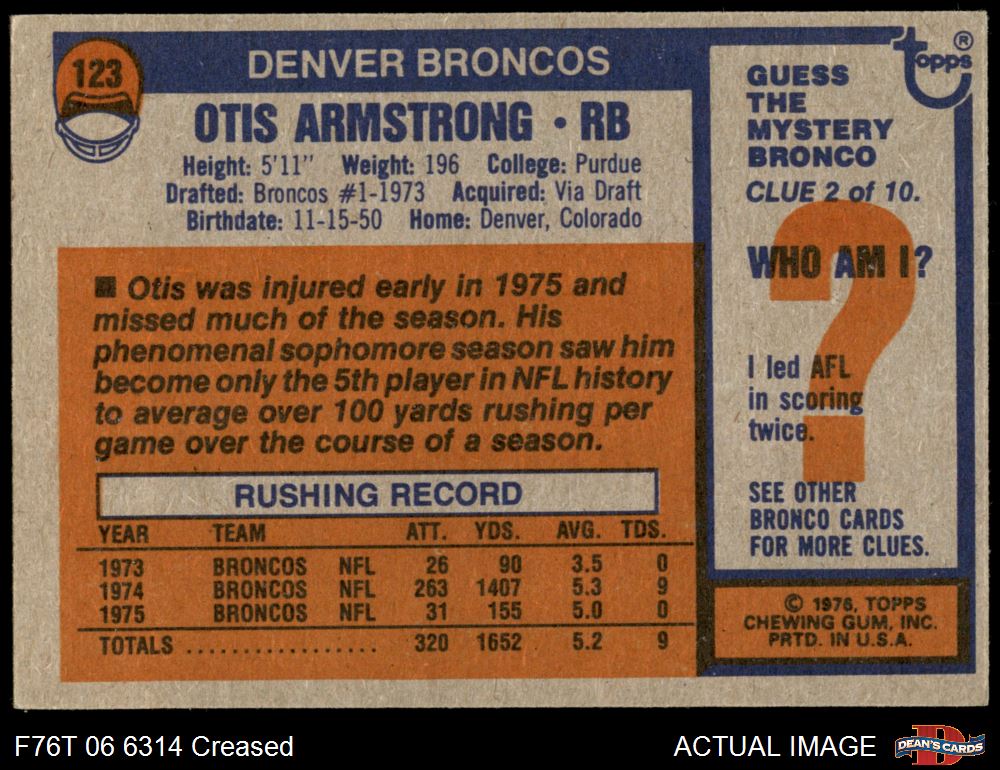 123
DENVER BRONCOS
OTIS ARMSTRONG • RB
Height: 5'11" Weight: 196 College: Purdue
Drafted: Broncos #1-1973 Acquired: Via Draft
Birthdate: 11-15-50 Home: Denver, Colorado
■ Otis was injured early in 1975 and
missed much of the season. His
phenomenal sophomore season saw him
become only the 5th player in NFL history
to average over 100 yards rushing per
game over the course of a season.
RUSHING RECORD
YEAR TEAM ATT. YDS. AVG. TDS.
1973 BRONCOS NFL 26 90 3.5 0
1974 BRONCOS NFL 263 1407 5.3 9
1975 BRONCOS NFL 31 155 5.0 0
TOTALS .................. 320 1652 5.2 9
topps®
GUESS
THE
MYSTERY
BRONCO
CLUE 2 of 10.
WHO AM I?
?
I led AFL
in scoring
twice.
SEE OTHER
BRONCO CARDS
FOR MORE CLUES.
© 1976, TOPPS
CHEWING GUM, INC.
PRTD. IN U.S.A.
F76T 06 6314 Creased
ACTUAL IMAGE
D
DEAN'S CARDS